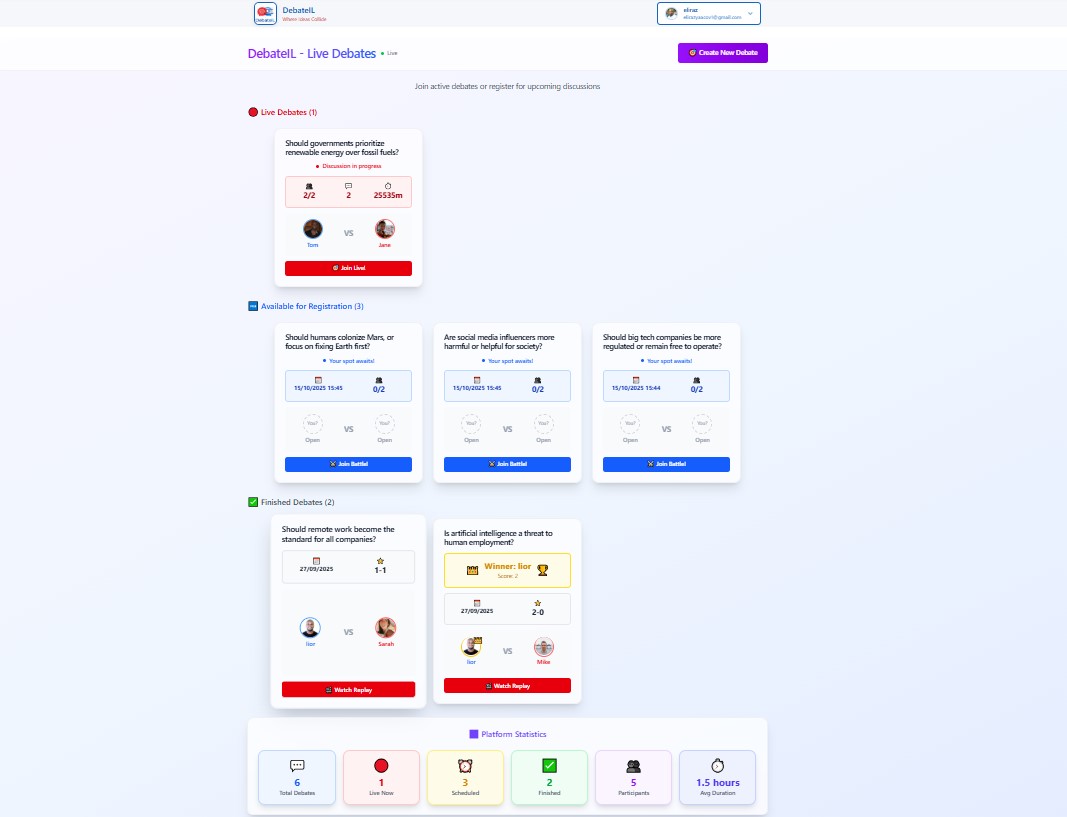 DebateIL
Where Ideas Collide
eliraz
DebateIL - Live Debates
Live
Create New Debate
Join active debates or register for upcoming discussions
Live Debates (1)
Should governments prioritize
renewable energy over fossil fuels?
Discussion in progress
2/2 2 25535m
Tom VS Jane
Join Live!
Available for Registration (3)
Should humans colonize Mars, or
focus on fixing Earth first?
Your spot awaits!
15/10/2025 15:45 0/2
You? VS You?
Open Open
Join Battle!
Are social media influencers more
harmful or helpful for society?
Your spot awaits!
15/10/2025 15:45 0/2
You? VS You?
Open Open
Join Battle!
Should big tech companies be more
regulated or remain free to operate?
Your spot awaits!
15/10/2025 15:44 0/2
You? VS You?
Open Open
Join Battle!
Finished Debates (2)
Should remote work become the
standard for all companies?
27/09/2025 1-1
lior VS Sarah
Watch Replay
Is artificial intelligence a threat to
human employment?
Winner: lior
Score: 2
27/09/2025 2-0
lior VS Mike
Watch Replay
Platform Statistics
6
Total Debates
1
Live Now
3
Scheduled
2
Finished
5
Participants
1.5 hours
Avg Duration